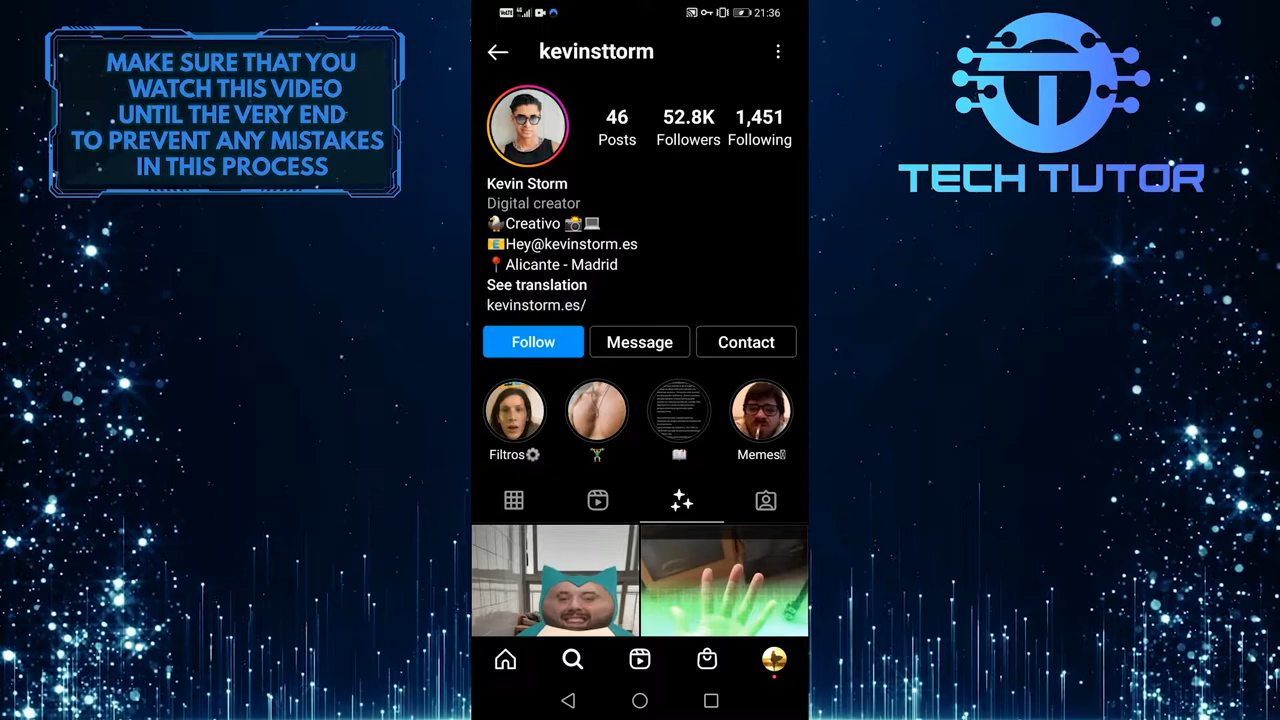 MAKE SURE THAT YOU
WATCH THIS VIDEO
UNTIL THE VERY END
TO PREVENT ANY MISTAKES
IN THIS PROCESS
21:36
kevinsttorm
46
Posts
52.8K
Followers
1,451
Following
Kevin Storm
Digital creator
Creativo
Hey@kevinstorm.es
Alicante - Madrid
See translation
kevinstorm.es/
Follow
Message
Contact
Filtros
Memes
TECH TUTOR